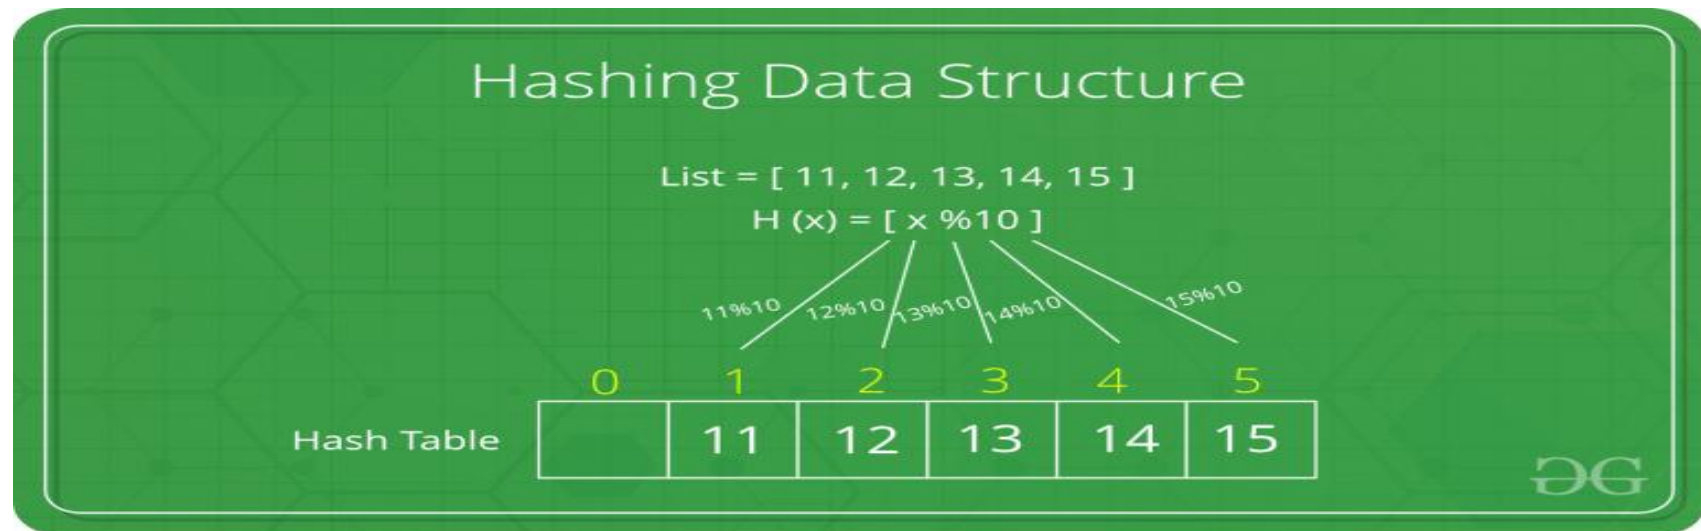 Hashing Data Structure
List = [ 11, 12, 13, 14, 15 ]
H (x) = [ x %10 ]
11%10 12%10 13%10 14%10 15%10
0 1 2 3 4 5
Hash Table 11 12 13 14 15
GG